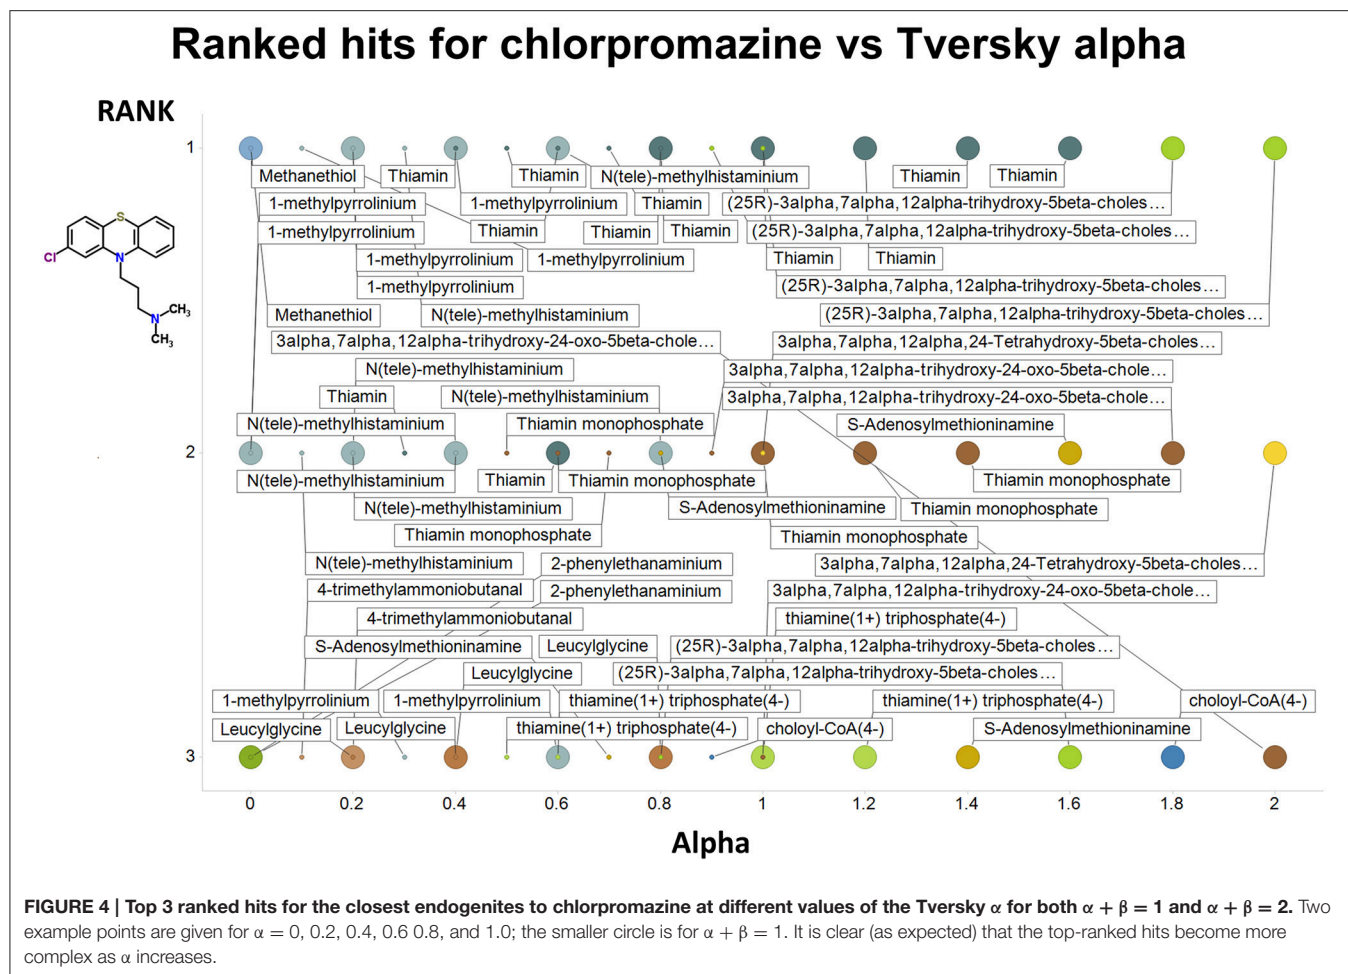 Ranked hits for chlorpromazine vs Tversky alpha
RANK
1
Methanethiol
Thiamin
Thiamin
N(tele)-methylhistaminium
Thiamin
Thiamin
1-methylpyrrolinium
1-methylpyrrolinium
Thiamin
(25R)-3alpha,7alpha,12alpha-trihydroxy-5beta-choles...
1-methylpyrrolinium
Thiamin
Thiamin
Thiamin
(25R)-3alpha,7alpha,12alpha-trihydroxy-5beta-choles...
1-methylpyrrolinium
1-methylpyrrolinium
Thiamin
Thiamin
1-methylpyrrolinium
(25R)-3alpha,7alpha,12alpha-trihydroxy-5beta-choles...
Methanethiol
N(tele)-methylhistaminium
(25R)-3alpha,7alpha,12alpha-trihydroxy-5beta-choles...
3alpha,7alpha,12alpha-trihydroxy-24-oxo-5beta-chole...
3alpha,7alpha,12alpha,24-Tetrahydroxy-5beta-choles...
N(tele)-methylhistaminium
3alpha,7alpha,12alpha-trihydroxy-24-oxo-5beta-chole...
Thiamin
N(tele)-methylhistaminium
3alpha,7alpha,12alpha-trihydroxy-24-oxo-5beta-chole...
N(tele)-methylhistaminium
Thiamin monophosphate
S-Adenosylmethioninamine
2
N(tele)-methylhistaminium
Thiamin
Thiamin monophosphate
Thiamin monophosphate
N(tele)-methylhistaminium
S-Adenosylmethioninamine
Thiamin monophosphate
Thiamin monophosphate
Thiamin monophosphate
N(tele)-methylhistaminium
2-phenylethanaminium
3alpha,7alpha,12alpha,24-Tetrahydroxy-5beta-choles...
4-trimethylammoniobutanal
2-phenylethanaminium
3alpha,7alpha,12alpha-trihydroxy-24-oxo-5beta-chole...
4-trimethylammoniobutanal
thiamine(1+) triphosphate(4-)
S-Adenosylmethioninamine
Leucylglycine
(25R)-3alpha,7alpha,12alpha-trihydroxy-5beta-choles...
Leucylglycine
(25R)-3alpha,7alpha,12alpha-trihydroxy-5beta-choles...
1-methylpyrrolinium
1-methylpyrrolinium
thiamine(1+) triphosphate(4-)
thiamine(1+) triphosphate(4-)
choloyl-CoA(4-)
Leucylglycine
Leucylglycine
thiamine(1+) triphosphate(4-)
choloyl-CoA(4-)
S-Adenosylmethioninamine
3
0 0.2 0.4 0.6 0.8 1 1.2 1.4 1.6 1.8 2
Alpha
S
Cl
N
N
CH3
CH3
FIGURE 4 | Top 3 ranked hits for the closest endogenites to chlorpromazine at different values of the Tversky α for both α + β = 1 and α + β = 2. Two
example points are given for α = 0, 0.2, 0.4, 0.6 0.8, and 1.0; the smaller circle is for α + β = 1. It is clear (as expected) that the top-ranked hits become more
complex as α increases.